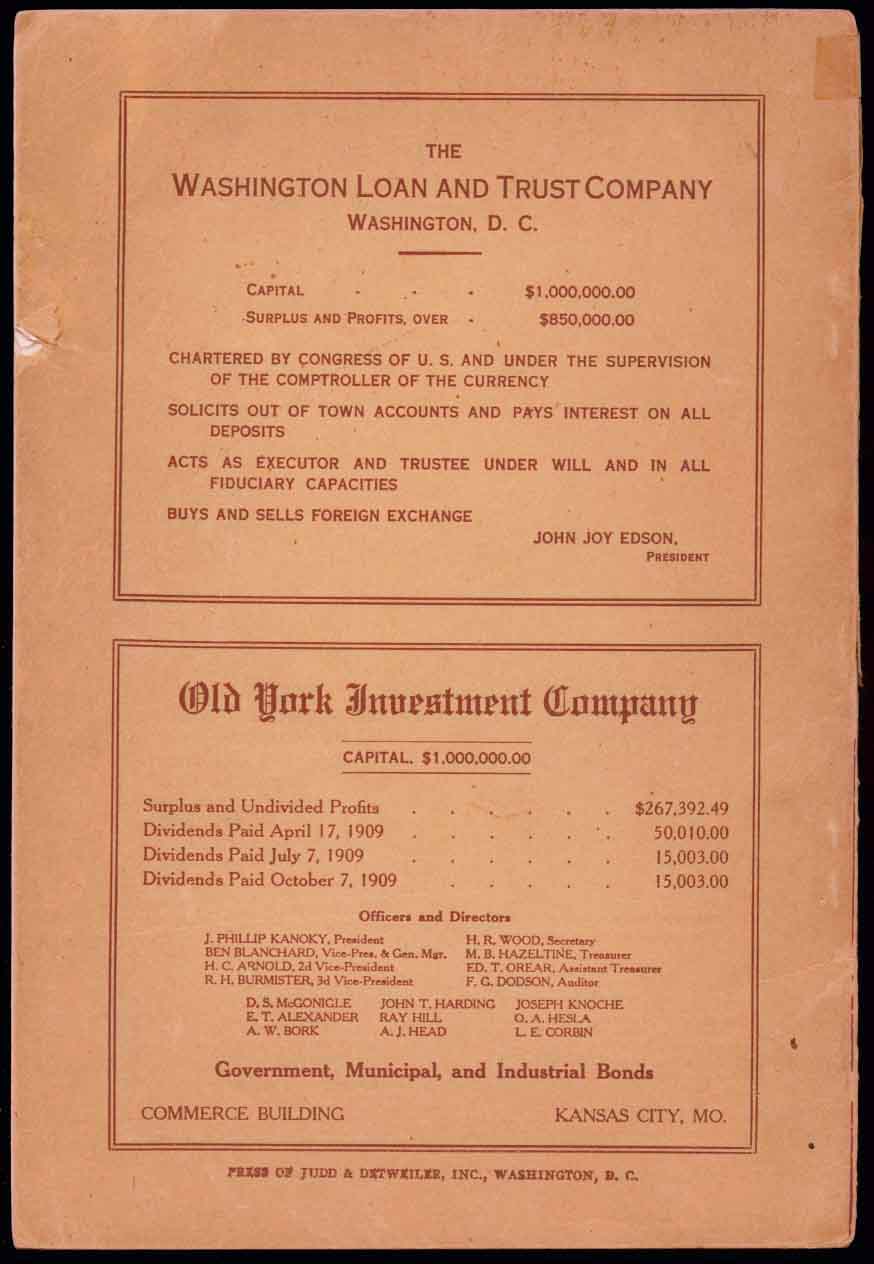 THE
WASHINGTON LOAN AND TRUST COMPANY
WASHINGTON, D. C.
CAPITAL - - - $1,000,000.00
SURPLUS AND PROFITS, OVER - $850,000.00
CHARTERED BY CONGRESS OF U. S. AND UNDER THE SUPERVISION
OF THE COMPTROLLER OF THE CURRENCY
SOLICITS OUT OF TOWN ACCOUNTS AND PAYS INTEREST ON ALL
DEPOSITS
ACTS AS EXECUTOR AND TRUSTEE UNDER WILL AND IN ALL
FIDUCIARY CAPACITIES
BUYS AND SELLS FOREIGN EXCHANGE
JOHN JOY EDSON,
PRESIDENT
Old York Investment Company
CAPITAL, $1,000,000.00
Surplus and Undivided Profits . . . . . . $267,392.49
Dividends Paid April 17, 1909 . . . . . . 50,010.00
Dividends Paid July 7, 1909 . . . . . . 15,003.00
Dividends Paid October 7, 1909 . . . . 15,003.00
Officers and Directors
J. PHILLIP KANOKY, President H. R. WOOD, Secretary
BEN BLANCHARD, Vice-Pres. & Gen. Mgr. M. B. HAZELTINE, Treasurer
H. C. ARNOLD, 2d Vice-President ED. T. OREAR, Assistant Treasurer
R. H. BURMISTER, 3d Vice-President F. G. DODSON, Auditor
D. S. McGONIGLE JOHN T. HARDING JOSEPH KNOCHE
E. T. ALEXANDER RAY HILL O. A. HESLA
A. W. BORK A. J. HEAD L. E. CORBIN
Government, Municipal, and Industrial Bonds
COMMERCE BUILDING KANSAS CITY, MO.
PRESS OF JUDD & DETWEILER, INC., WASHINGTON, D. C.